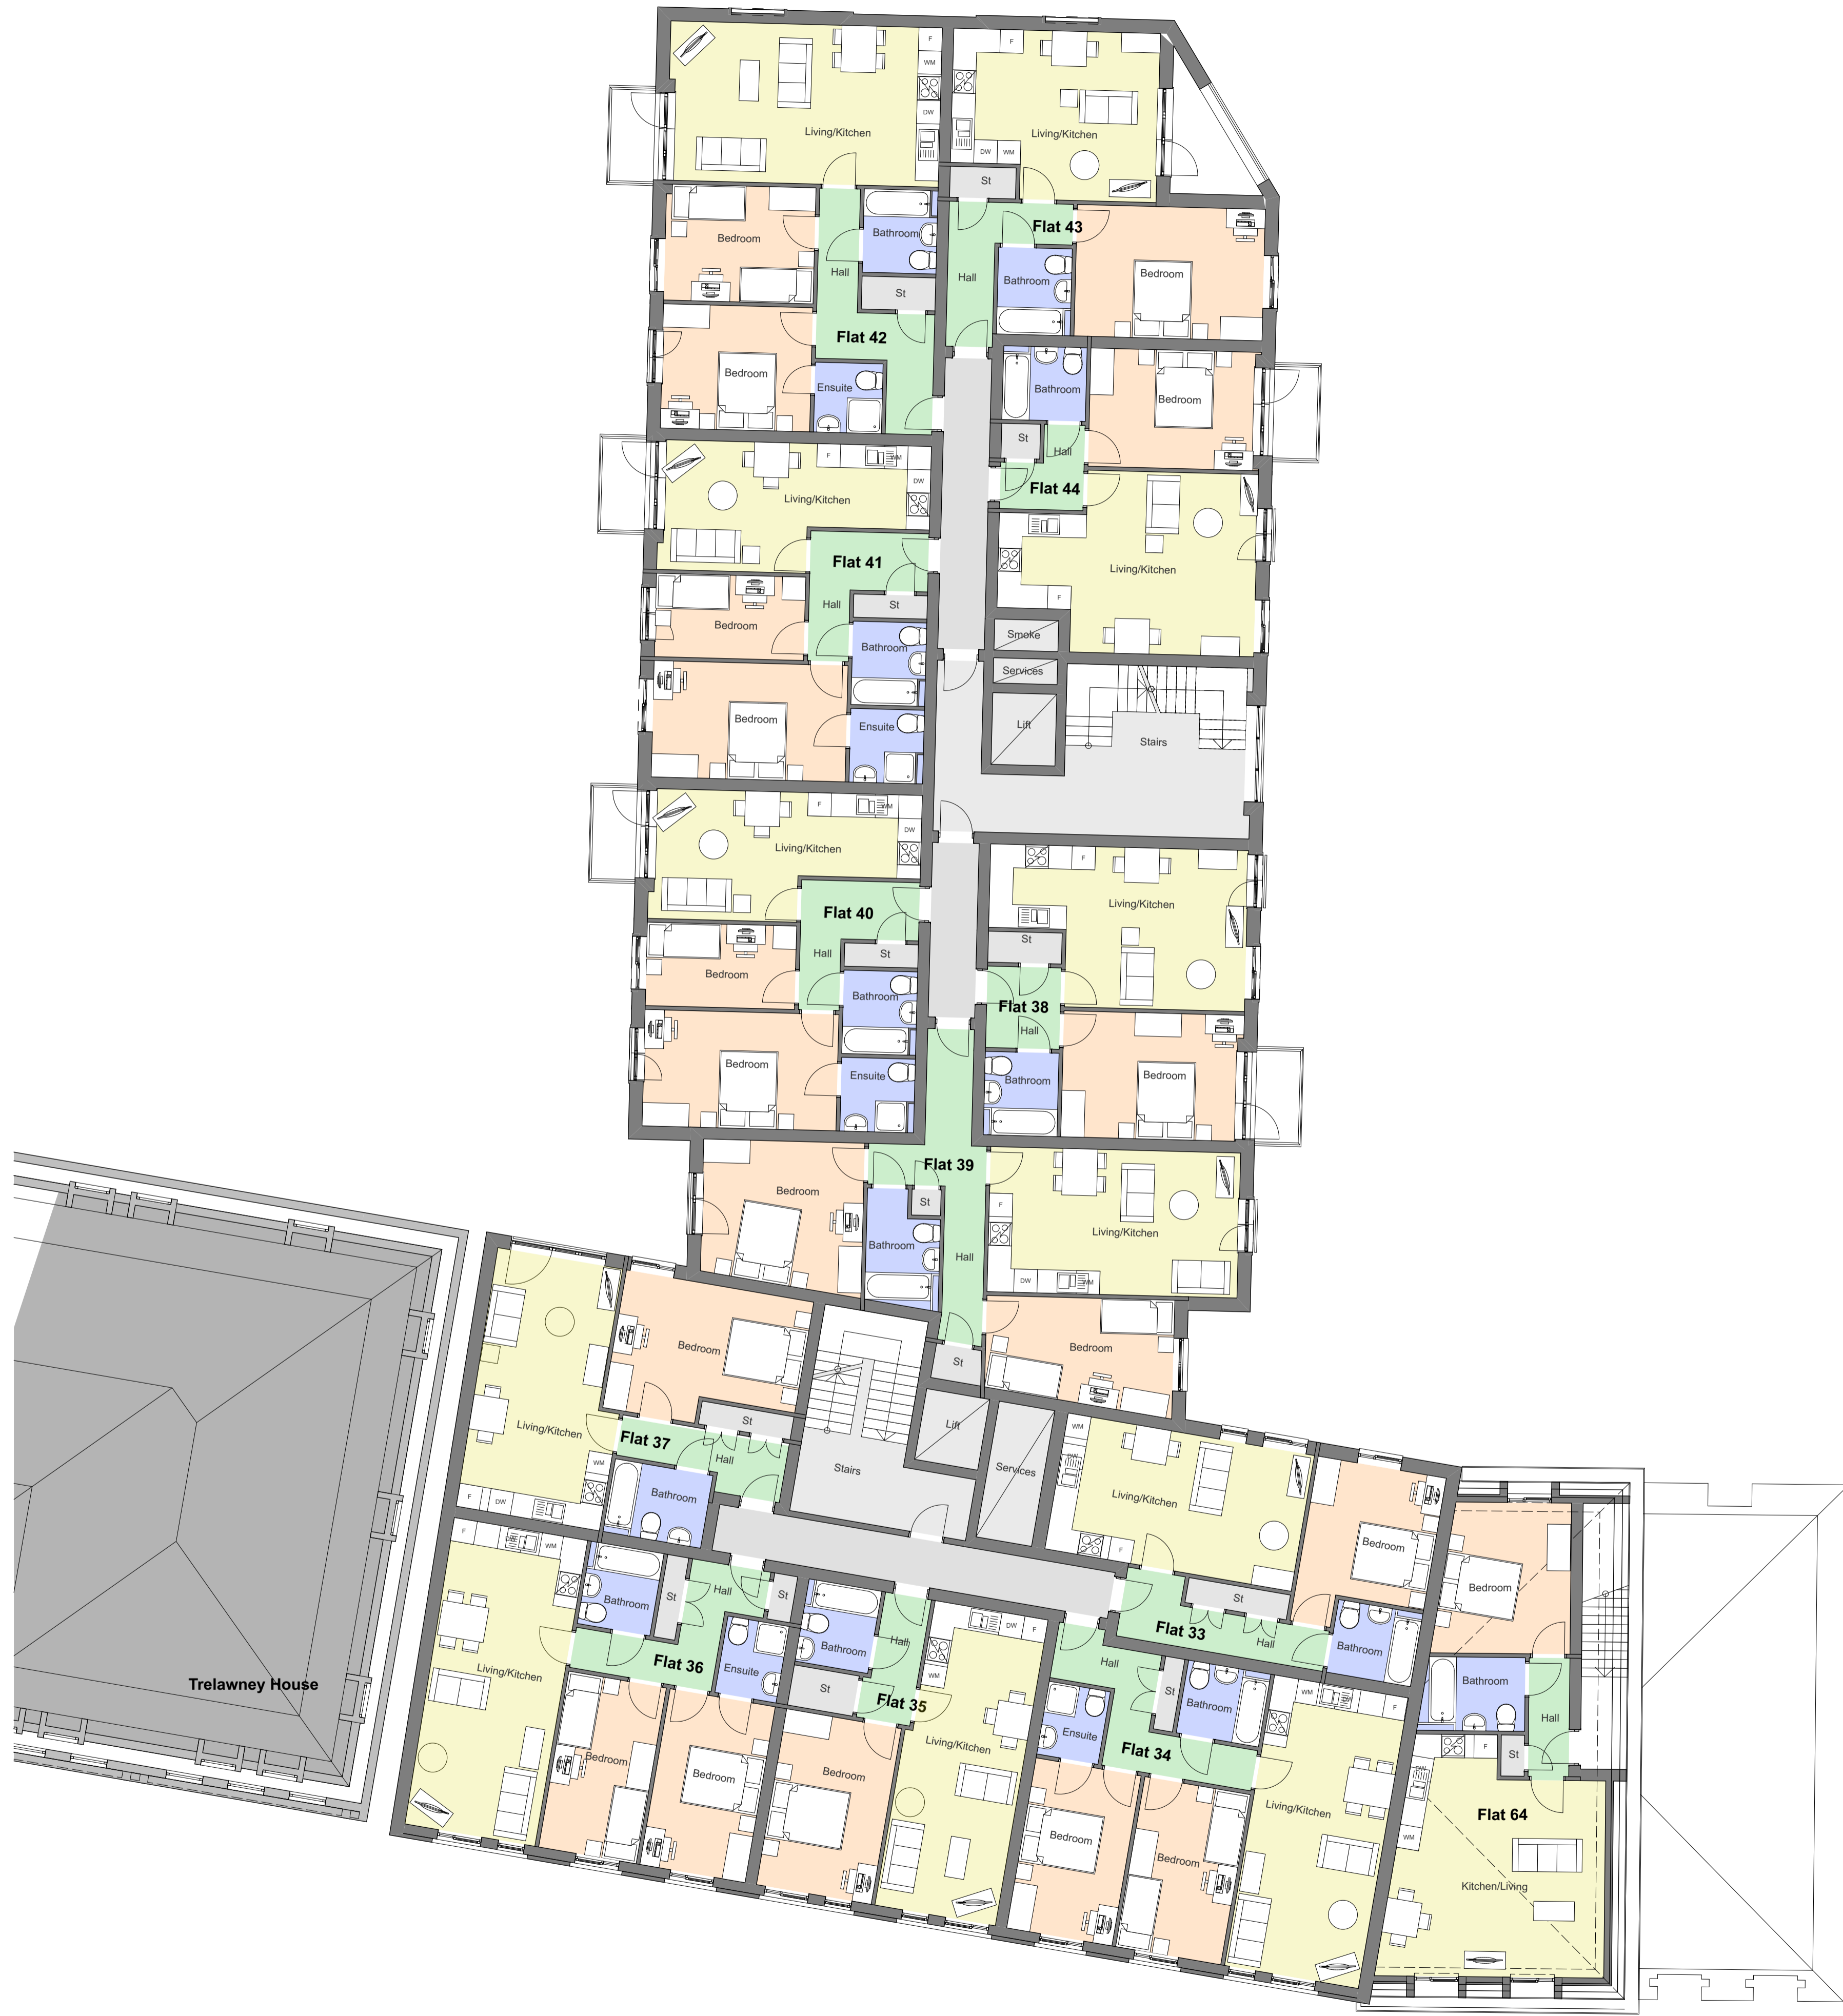 F
WM
DW
Living/Kitchen
F
DW
WM
Living/Kitchen
St
Flat 43
Hall
Bathroom
Bedroom
Bedroom
Bathroom
Hall
St
Flat 42
Bedroom
Ensuite
Bathroom
Bedroom
St
Hall
Flat 44
Living/Kitchen
F
F
WM
DW
Living/Kitchen
Flat 41
Hall
St
Bedroom
Bathroom
Bedroom
Ensuite
Smoke
Services
Lift
Stairs
F
WM
DW
Living/Kitchen
Flat 40
Hall
St
Bedroom
Bathroom
Bedroom
Ensuite
F
Living/Kitchen
St
Flat 38
Hall
Bathroom
Bedroom
Flat 39
Bedroom
St
Bathroom
Hall
F
Living/Kitchen
DW
WM
St
Bedroom
Living/Kitchen
Bedroom
St
Flat 37
Hall
WM
Bathroom
F
DW
Stairs
Lift
Services
WM
DW
Living/Kitchen
F
Bedroom
St
Flat 33
Hall
Bathroom
F
DW
WM
Bathroom
St
Hall
St
Living/Kitchen
Flat 36
Ensuite
Bedroom
Bedroom
Bathroom
Hall
St
Flat 35
DW
F
WM
Living/Kitchen
Bedroom
Hall
St
Bathroom
Ensuite
Flat 34
WM
DW
F
Living/Kitchen
Bedroom
Bedroom
Bedroom
Bathroom
Hall
F
St
DW
WM
Flat 64
Kitchen/Living
Trelawney House